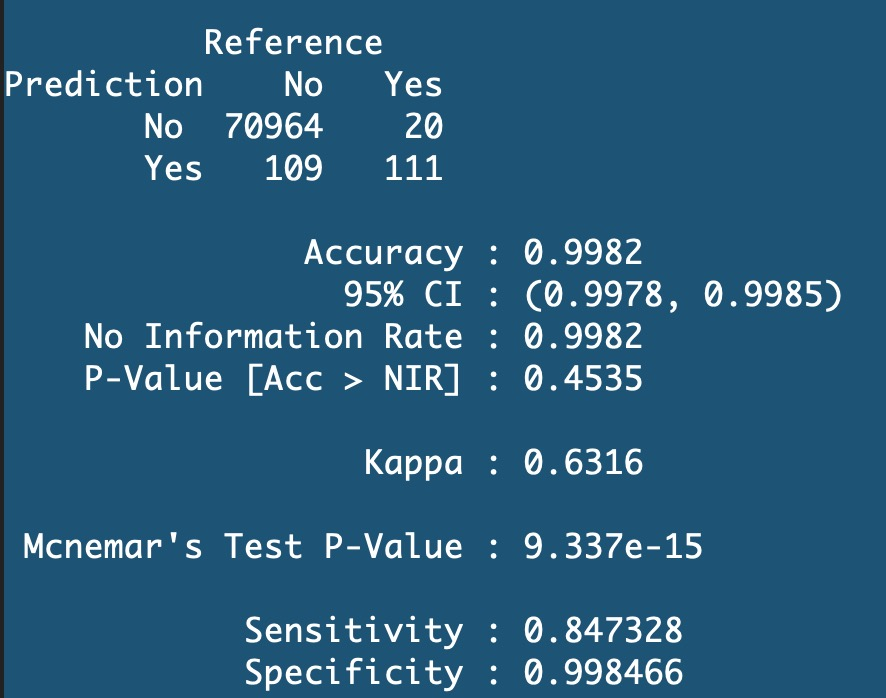 Reference
Prediction No Yes
No 70964 20
Yes 109 111
Accuracy : 0.9982
95% CI : (0.9978, 0.9985)
No Information Rate : 0.9982
P-Value [Acc > NIR] : 0.4535
Kappa : 0.6316
Mcnemar's Test P-Value : 9.337e-15
Sensitivity : 0.847328
Specificity : 0.998466